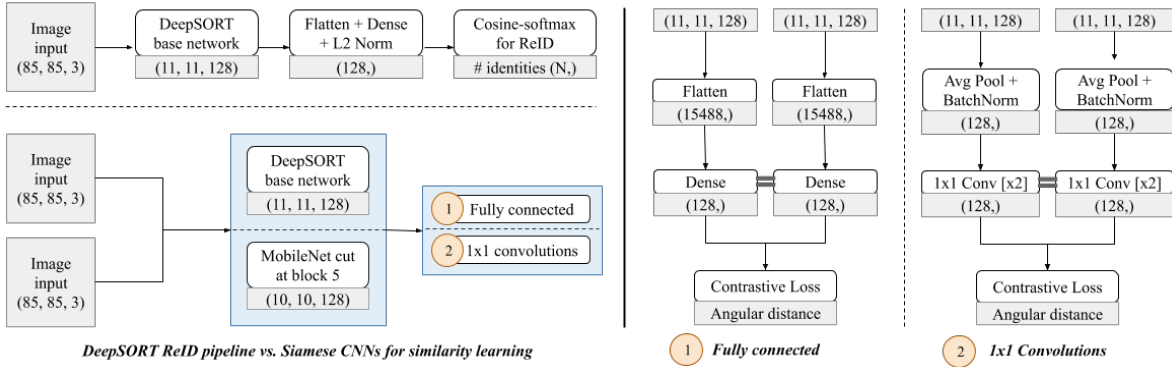 Image
input
(85, 85, 3)
DeepSORT
base network
(11, 11, 128)
Flatten + Dense
+ L2 Norm
(128,)
Cosine-softmax
for ReID
# identities (N,)
Image
input
(85, 85, 3)
Image
input
(85, 85, 3)
DeepSORT
base network
(11, 11, 128)
MobileNet cut
at block 5
(10, 10, 128)
1 Fully connected
2 1x1 convolutions
DeepSORT ReID pipeline vs. Siamese CNNs for similarity learning
(11, 11, 128) (11, 11, 128)
Flatten Flatten
(15488,) (15488,)
Dense Dense
(128,) (128,)
Contrastive Loss
Angular distance
1 Fully connected
(11, 11, 128) (11, 11, 128)
Avg Pool + Avg Pool +
BatchNorm BatchNorm
(128,) (128,)
1x1 Conv [x2] 1x1 Conv [x2]
(128,) (128,)
Contrastive Loss
Angular distance
2 1x1 Convolutions